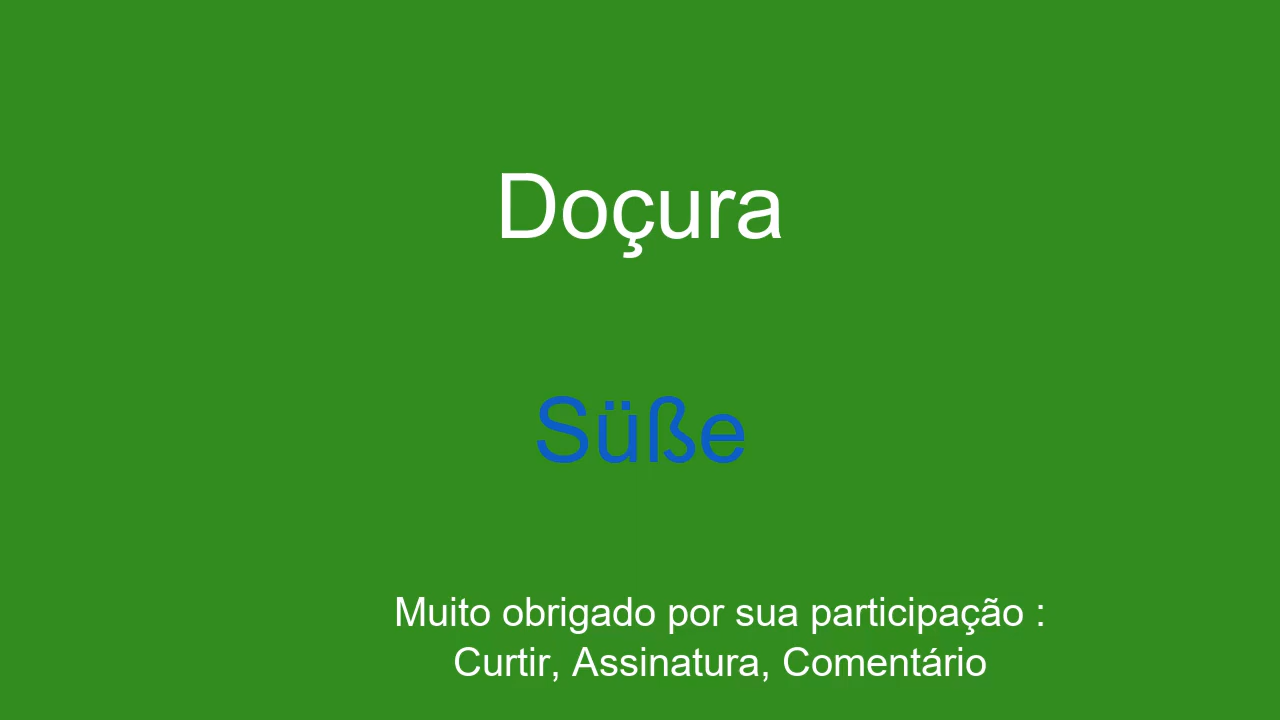 Doçura
Süße
Muito obrigado por sua participação :
Curtir, Assinatura, Comentário